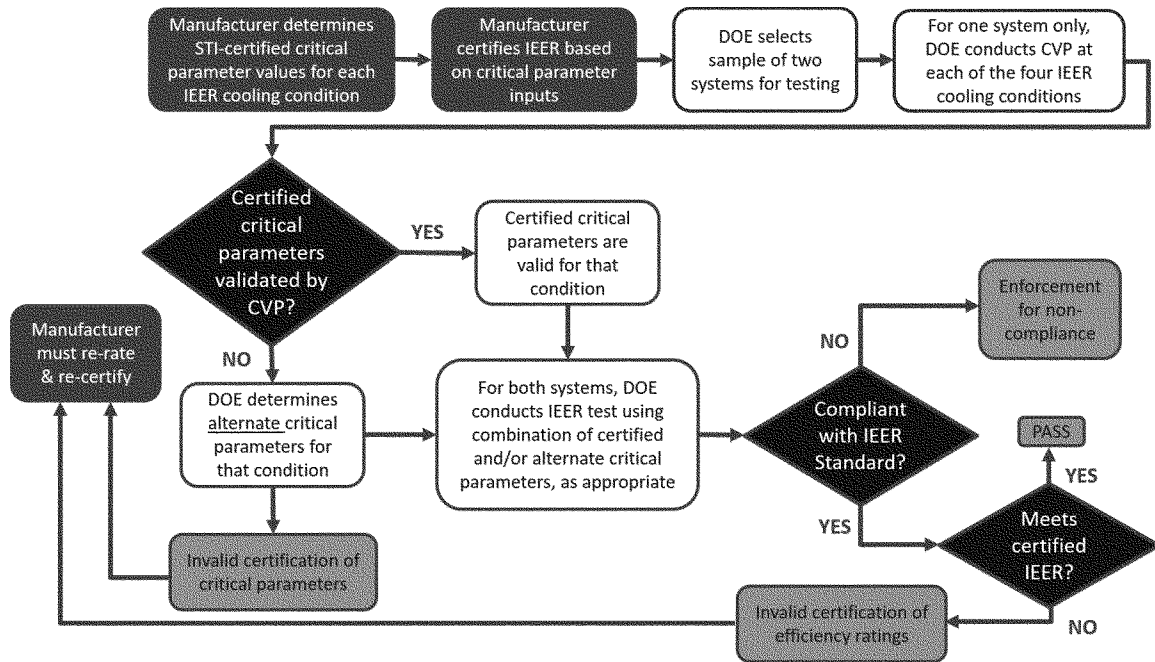 Manufacturer determines
STI-certified critical
parameter values for each
IEER cooling condition
Manufacturer
certifies IEER based
on critical parameter
inputs
DOE selects
sample of two
systems for testing
For one system only,
DOE conducts CVP at
each of the four IEER
cooling conditions
Certified
critical
parameters
validated by
CVP?
YES
Certified critical
parameters are
valid for that
condition
NO
Manufacturer
must re-rate
& re-certify
DOE determines
alternate critical
parameters for
that condition
For both systems, DOE
conducts IEER test using
combination of certified
and/or alternate critical
parameters, as appropriate
Compliant
with IEER
Standard?
NO
Enforcement
for non-
compliance
YES
Meets
certified
IEER?
YES
PASS
NO
Invalid certification of
critical parameters
Invalid certification of
efficiency ratings